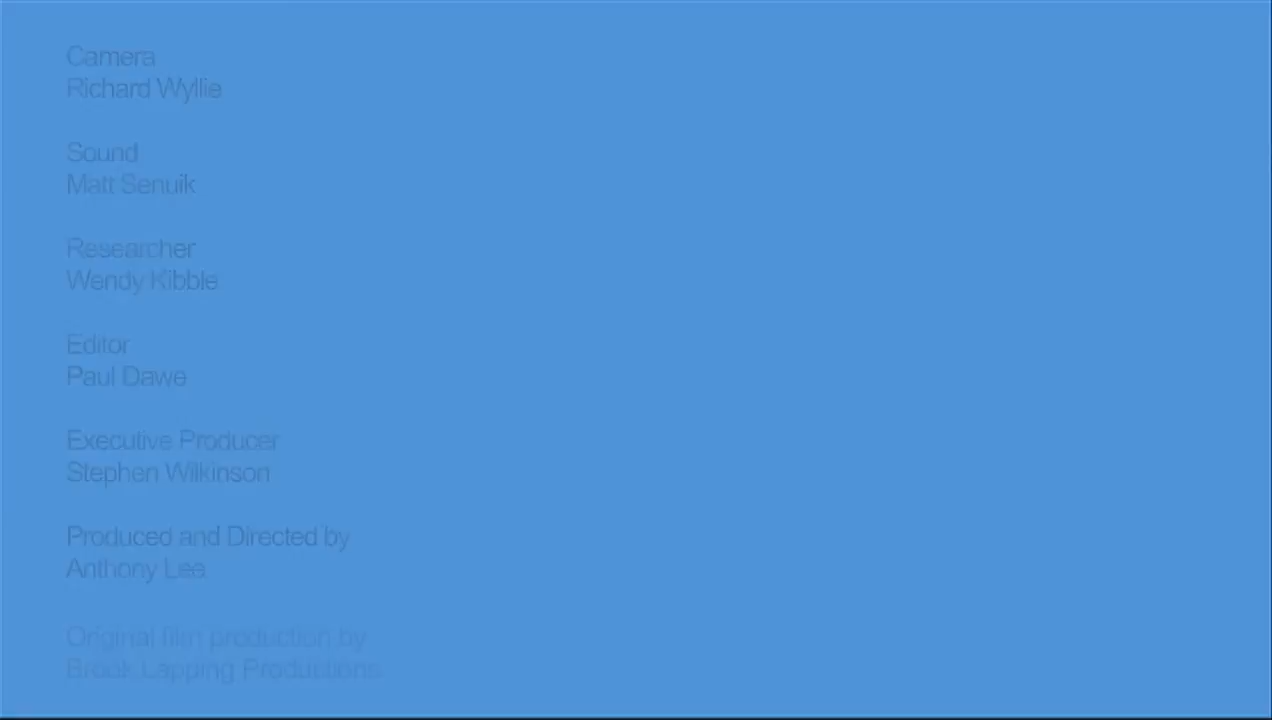 Camera
Richard Wyllie
Sound
Matt Senuik
Researcher
Wendy Kibble
Editor
Paul Dawe
Executive Producer
Stephen Wilkinson
Produced and Directed by
Anthony Lee
Original film production by
Brook Lapping Productions